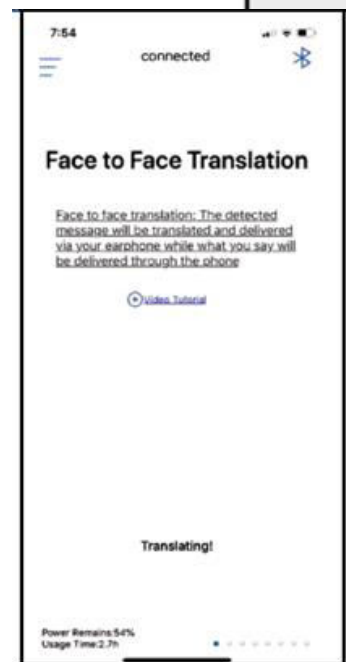 7:54
connected
Face to Face Translation
Face to face translation: The detected
message will be translated and delivered
via your earphone while what you say will
be delivered through the phone
Video Tutorial
Translating!
Power Remains:54%
Usage Time:2.7h